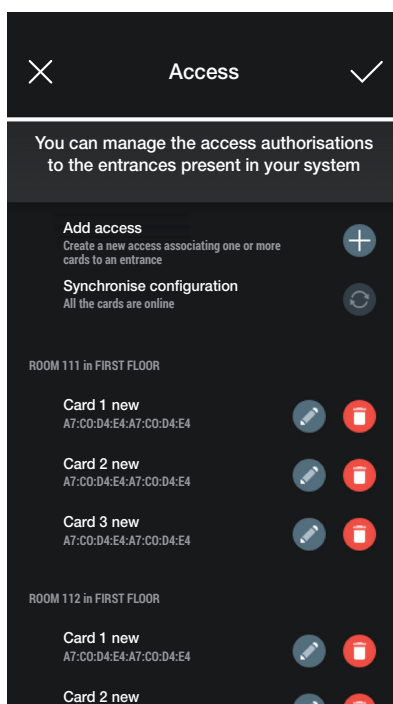 Access
You can manage the access authorisations
to the entrances present in your system
Add access
Create a new access associating one or more
cards to an entrance
Synchronise configuration
All the cards are online
ROOM 111 in FIRST FLOOR
Card 1 new
A7:C0:D4:E4:A7:C0:D4:E4
Card 2 new
A7:C0:D4:E4:A7:C0:D4:E4
Card 3 new
A7:C0:D4:E4:A7:C0:D4:E4
ROOM 112 in FIRST FLOOR
Card 1 new
A7:C0:D4:E4:A7:C0:D4:E4
Card 2 new